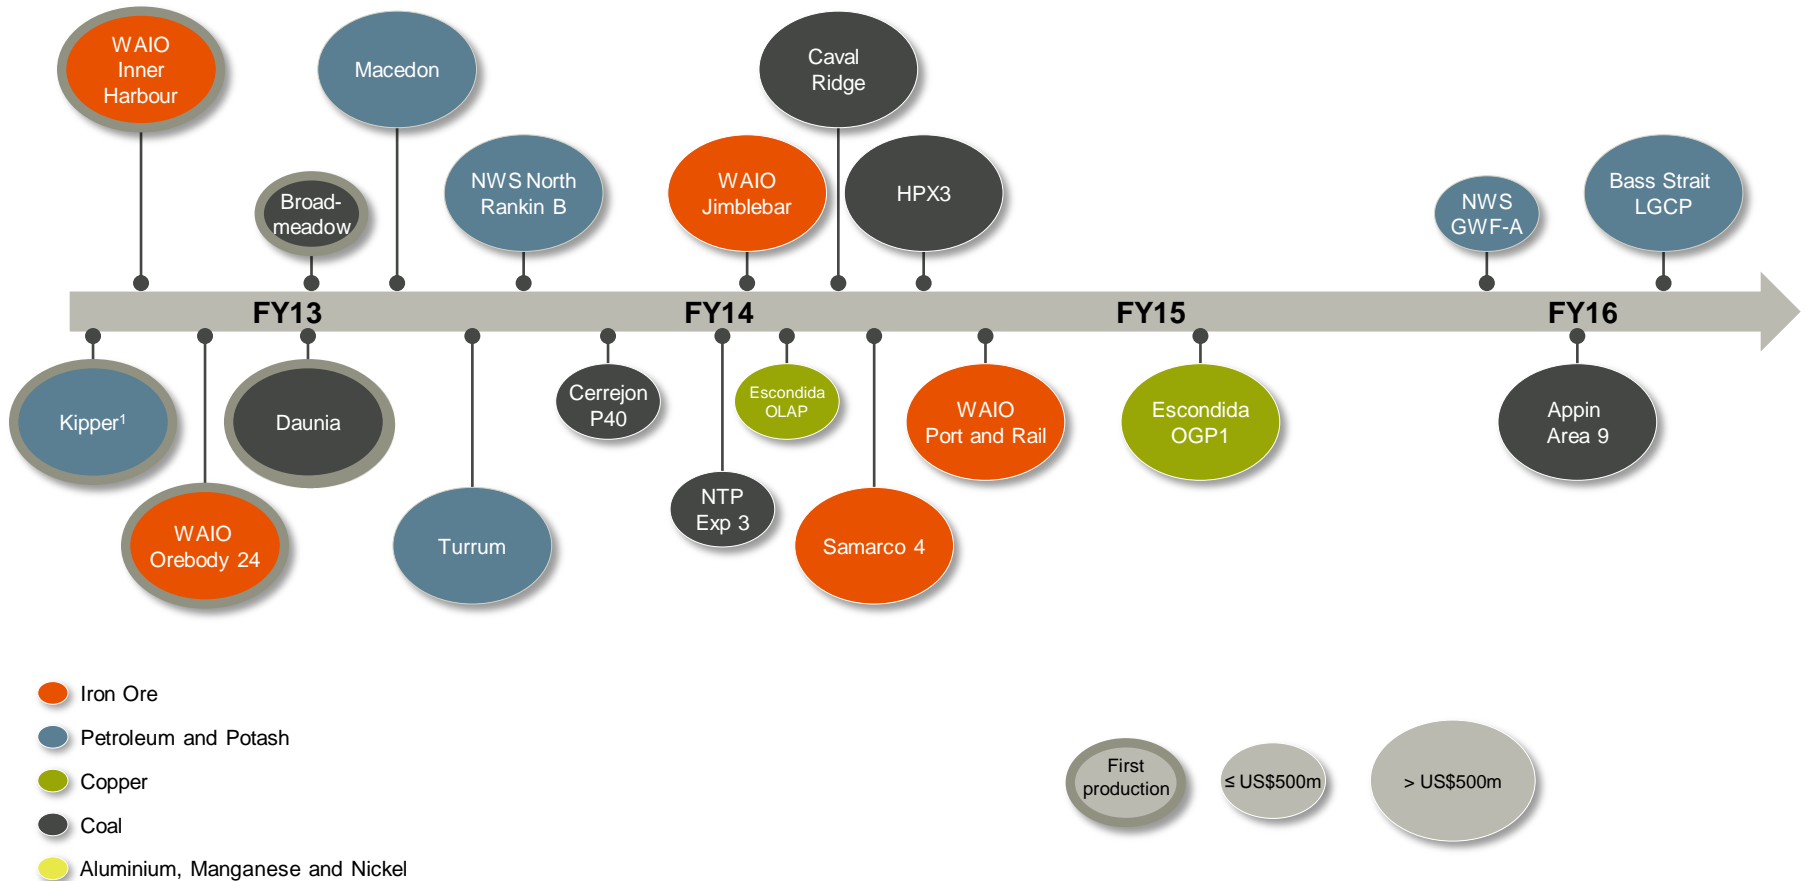 WAIO
Inner
Harbour
Macedon
Caval
Ridge
Broad-
meadow
NWS North
Rankin B
WAIO
Jimblebar
HPX3
NWS
GWF-A
Bass Strait
LGCP
FY13
FY14
FY15
FY16
Kipper¹
Daunia
Cerrejon
P40
Escondida
OLAP
WAIO
Port and Rail
Escondida
OGP1
Appin
Area 9
WAIO
Orebody 24
Turrum
NTP
Exp 3
Samarco 4
Iron Ore
Petroleum and Potash
Copper
Coal
Aluminium, Manganese and Nickel
First
production
≤ US$500m
> US$500m